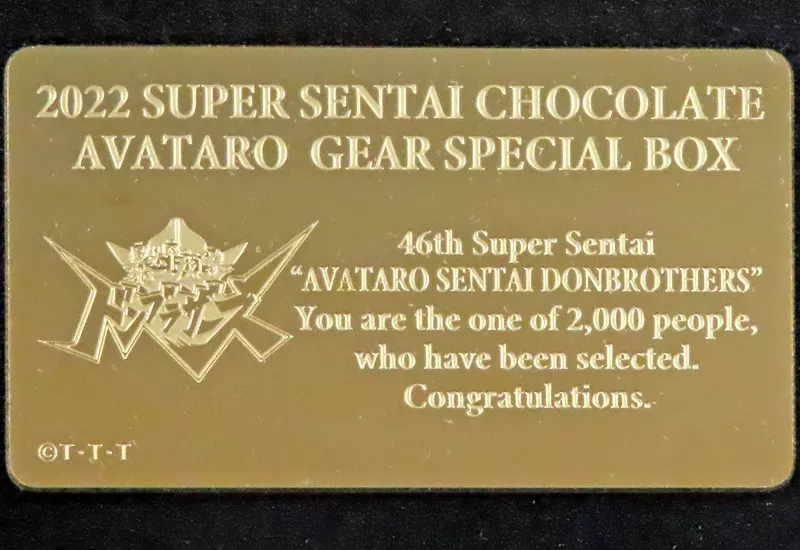 2022 SUPER SENTAI CHOCOLATE
AVATARO GEAR SPECIAL BOX
46th Super Sentai
“AVATARO SENTAI DONBROTHERS”
You are the one of 2,000 people,
who have been selected.
Congratulations.
ドンブラザーズ
©T・T・T